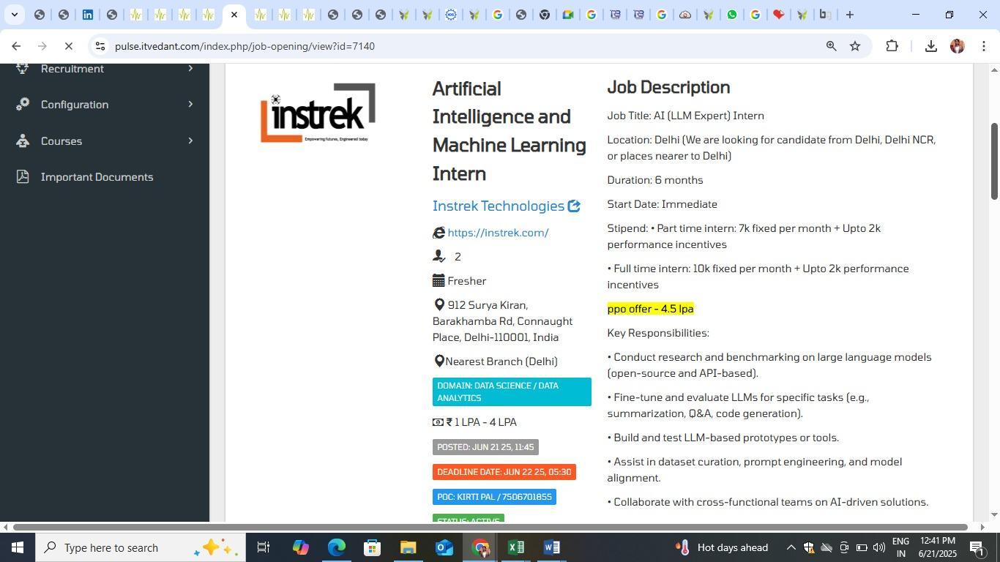 pulse.itvedant.com/index.php/job-opening/view?id=7140
Recruitment
Configuration
Courses
Important Documents
instrek
Empowering futures, Engineered today
Artificial
Intelligence and
Machine Learning
Intern
Instrek Technologies
https://instrek.com/
2
Fresher
912 Surya Kiran,
Barakhamba Rd, Connaught
Place, Delhi-110001, India
Nearest Branch (Delhi)
DOMAIN: DATA SCIENCE / DATA
ANALYTICS
₹ 1 LPA - 4 LPA
POSTED: JUN 21 25, 11:45
DEADLINE DATE: JUN 22 25, 05:30
POC: KIRTI PAL / 7506701855
STATUS: ACTIVE
Job Description
Job Title: AI (LLM Expert) Intern
Location: Delhi (We are looking for candidate from Delhi, Delhi NCR,
or places nearer to Delhi)
Duration: 6 months
Start Date: Immediate
Stipend: • Part time intern: 7k fixed per month + Upto 2k
performance incentives
• Full time intern: 10k fixed per month + Upto 2k performance
incentives
ppo offer - 4.5 lpa
Key Responsibilities:
• Conduct research and benchmarking on large language models
(open-source and API-based).
• Fine-tune and evaluate LLMs for specific tasks (e.g.,
summarization, Q&A, code generation).
• Build and test LLM-based prototypes or tools.
• Assist in dataset curation, prompt engineering, and model
alignment.
• Collaborate with cross-functional teams on AI-driven solutions.
Type here to search
Hot days ahead
ENG
IN
12:41 PM
6/21/2025
1